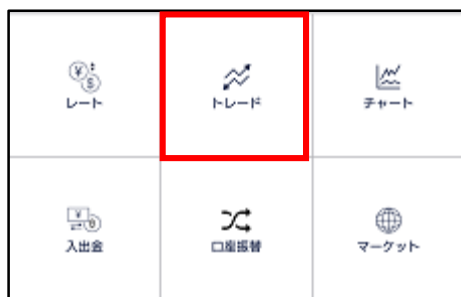 レート
トレード
チャート
入出金
口座振替
マーケット